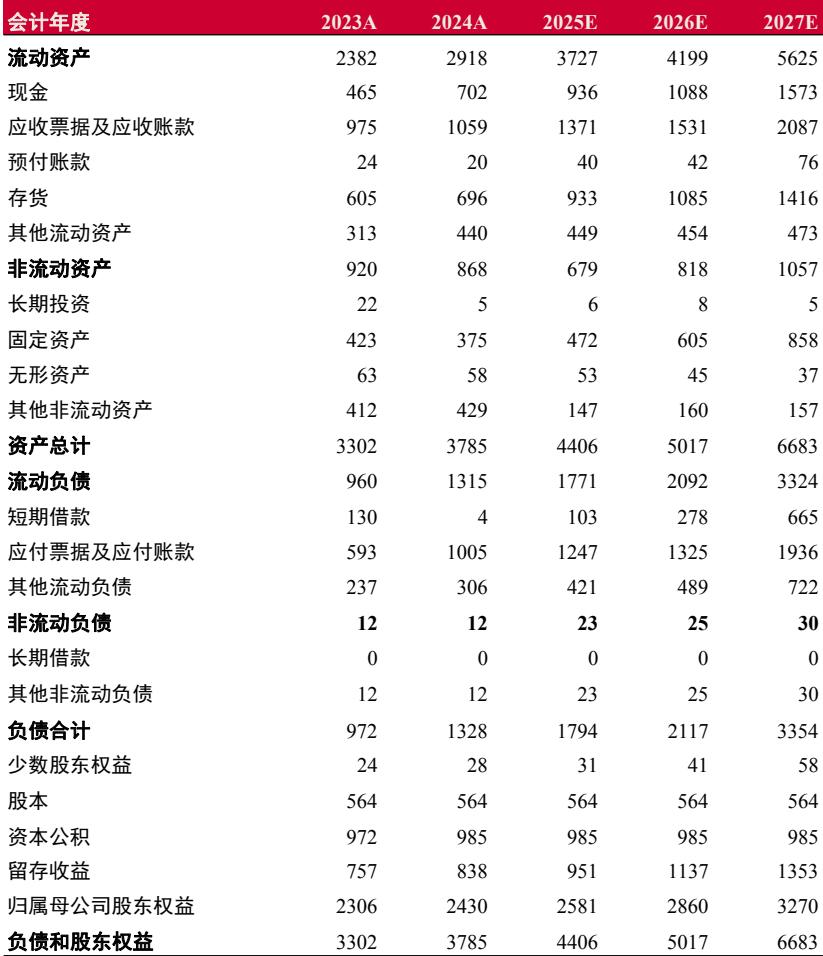 会计年度 2023A 2024A 2025E 2026E 2027E
流动资产 2382 2918 3727 4199 5625
现金 465 702 936 1088 1573
应收票据及应收账款 975 1059 1371 1531 2087
预付账款 24 20 40 42 76
存货 605 696 933 1085 1416
其他流动资产 313 440 449 454 473
非流动资产 920 868 679 818 1057
长期投资 22 5 6 8 5
固定资产 423 375 472 605 858
无形资产 63 58 53 45 37
其他非流动资产 412 429 147 160 157
资产总计 3302 3785 4406 5017 6683
流动负债 960 1315 1771 2092 3324
短期借款 130 4 103 278 665
应付票据及应付账款 593 1005 1247 1325 1936
其他流动负债 237 306 421 489 722
非流动负债 12 12 23 25 30
长期借款 0 0 0 0 0
其他非流动负债 12 12 23 25 30
负债合计 972 1328 1794 2117 3354
少数股东权益 24 28 31 41 58
股本 564 564 564 564 564
资本公积 972 985 985 985 985
留存收益 757 838 951 1137 1353
归属母公司股东权益 2306 2430 2581 2860 3270
负债和股东权益 3302 3785 4406 5017 6683